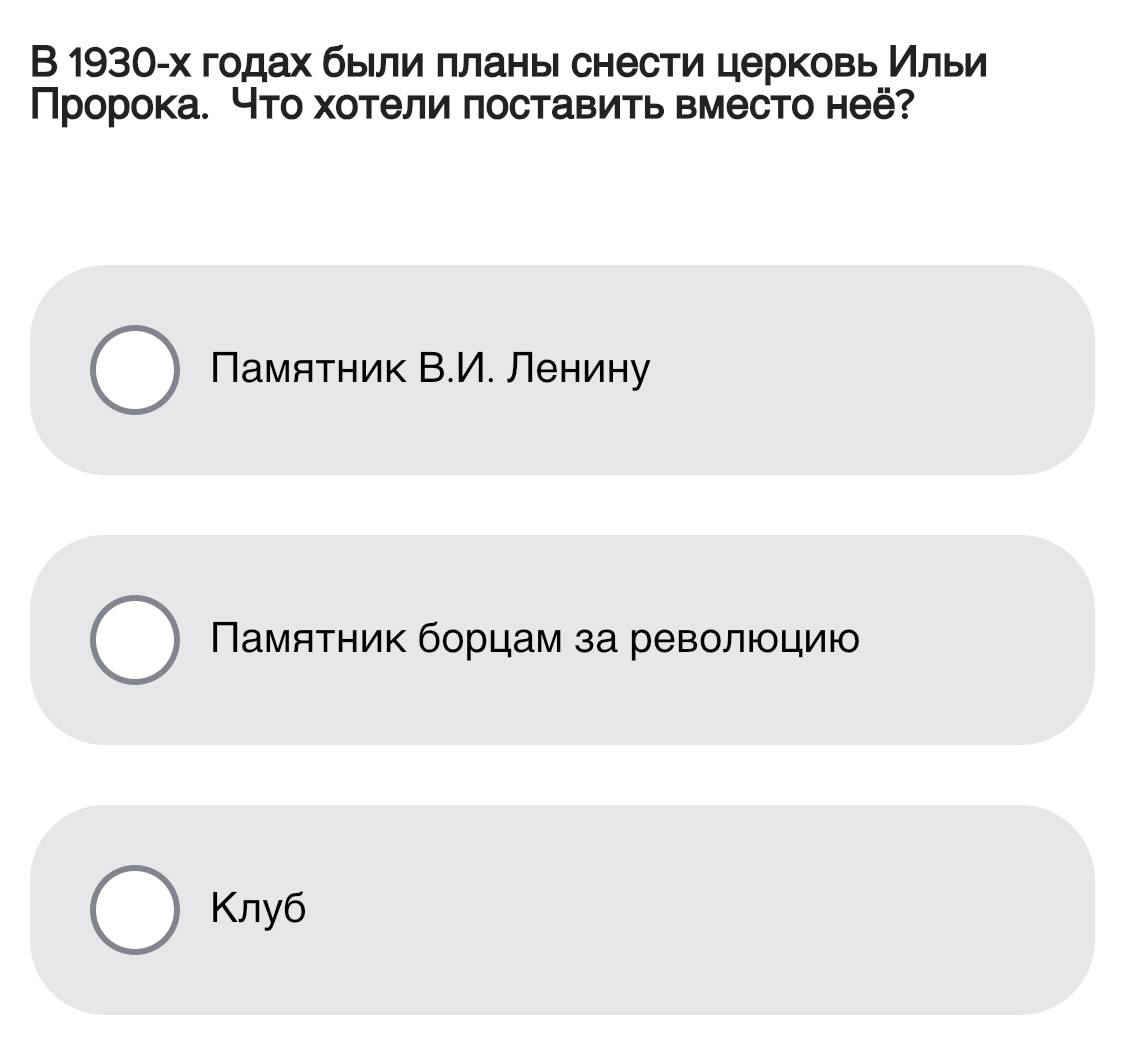 В 1930-х годах были планы снести церковь Ильи
Пророка.  Что хотели поставить вместо неё?
Памятник В.И. Ленину
Памятник борцам за революцию
Клуб